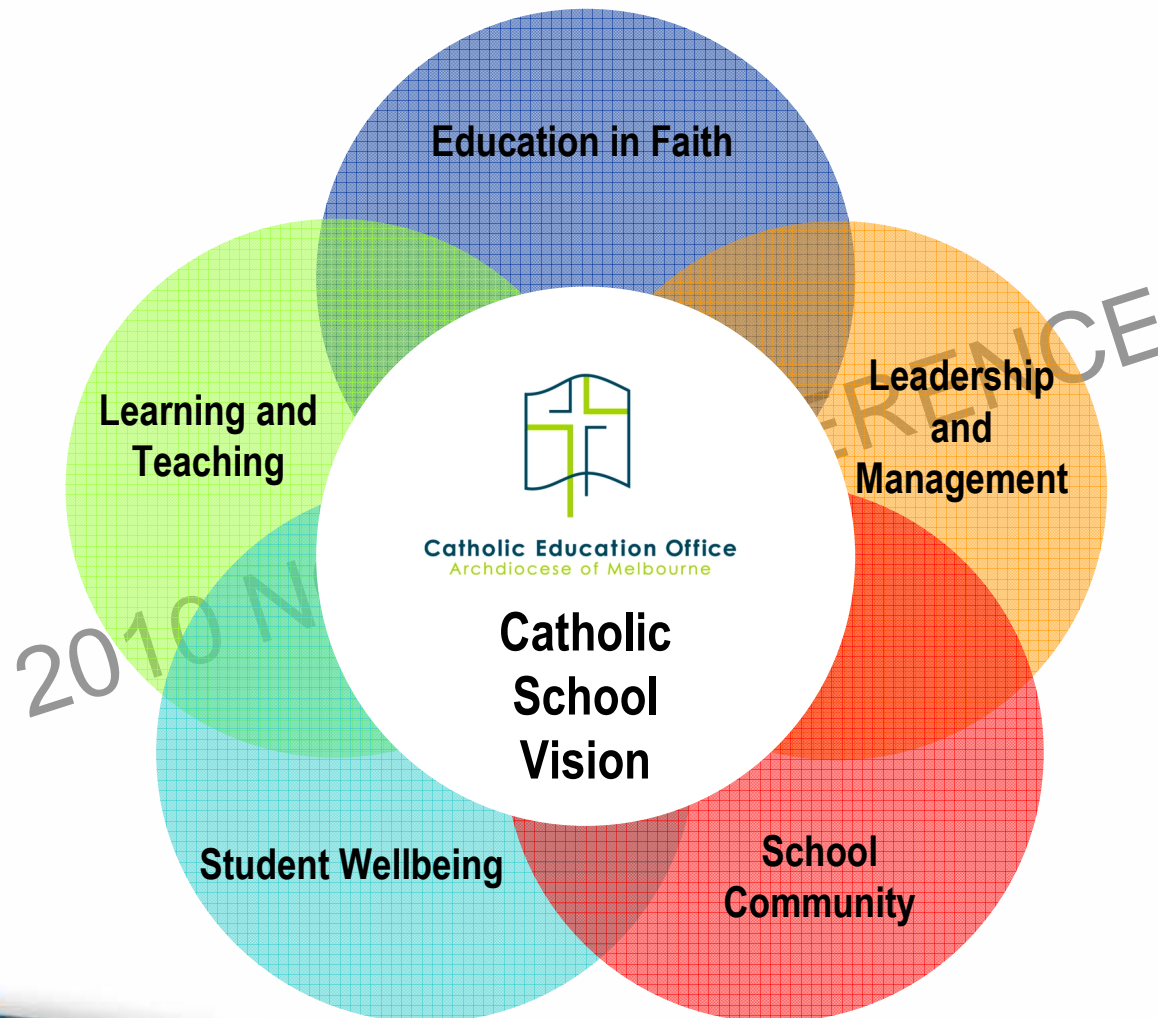 Education in Faith
Leadership
and
Management
Learning and
Teaching
Catholic Education Office
Archdiocese of Melbourne
Catholic
School
Vision
2010
Student Wellbeing
School
Community